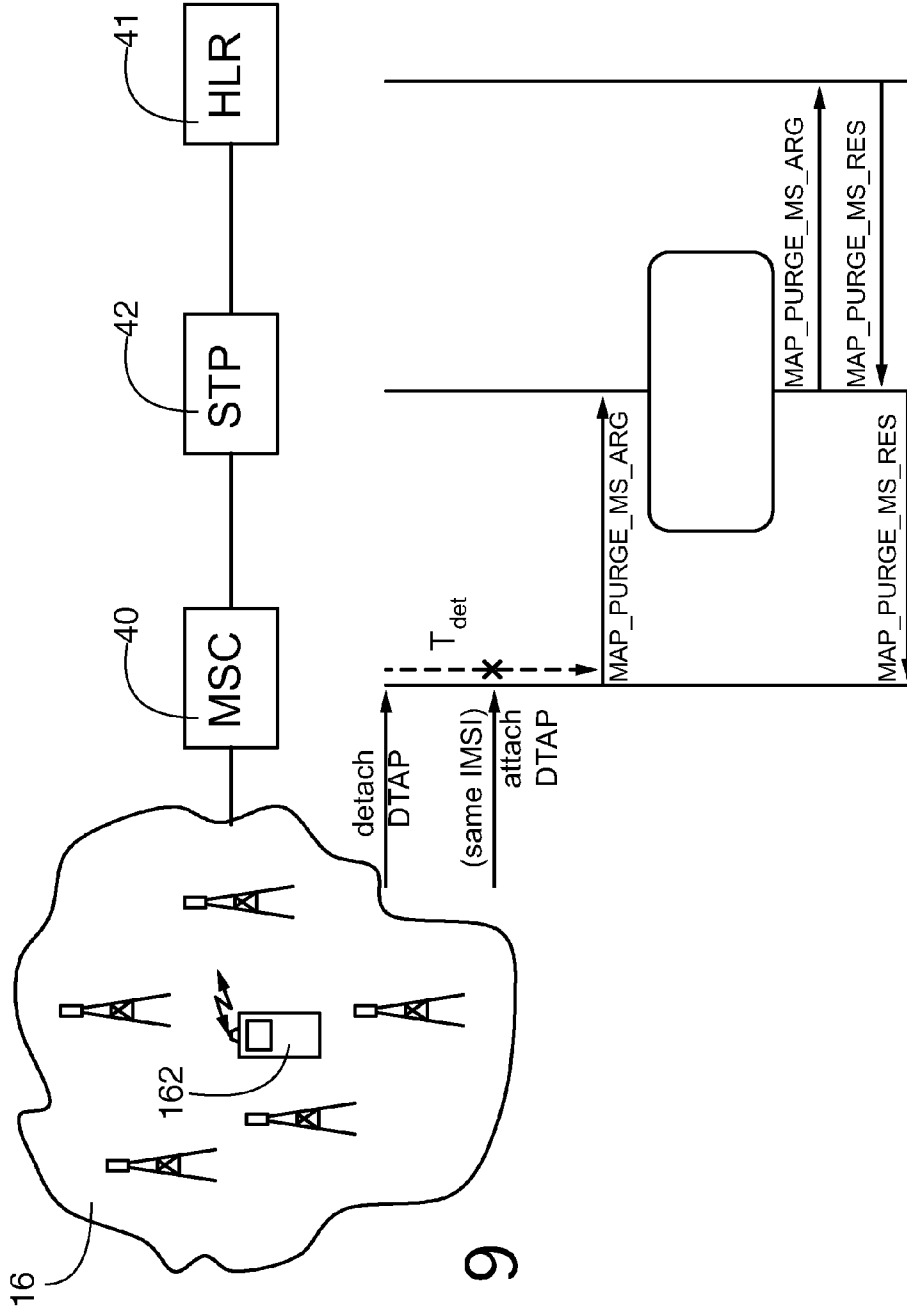 16
162
40
42
41
MSC
STP
HLR
detach
DTAP
(same IMSI)
attach
DTAP
Tdet
MAP_PURGE_MS_ARG
MAP_PURGE_MS_ARG
MAP_PURGE_MS_RES
MAP_PURGE_MS_RES
9